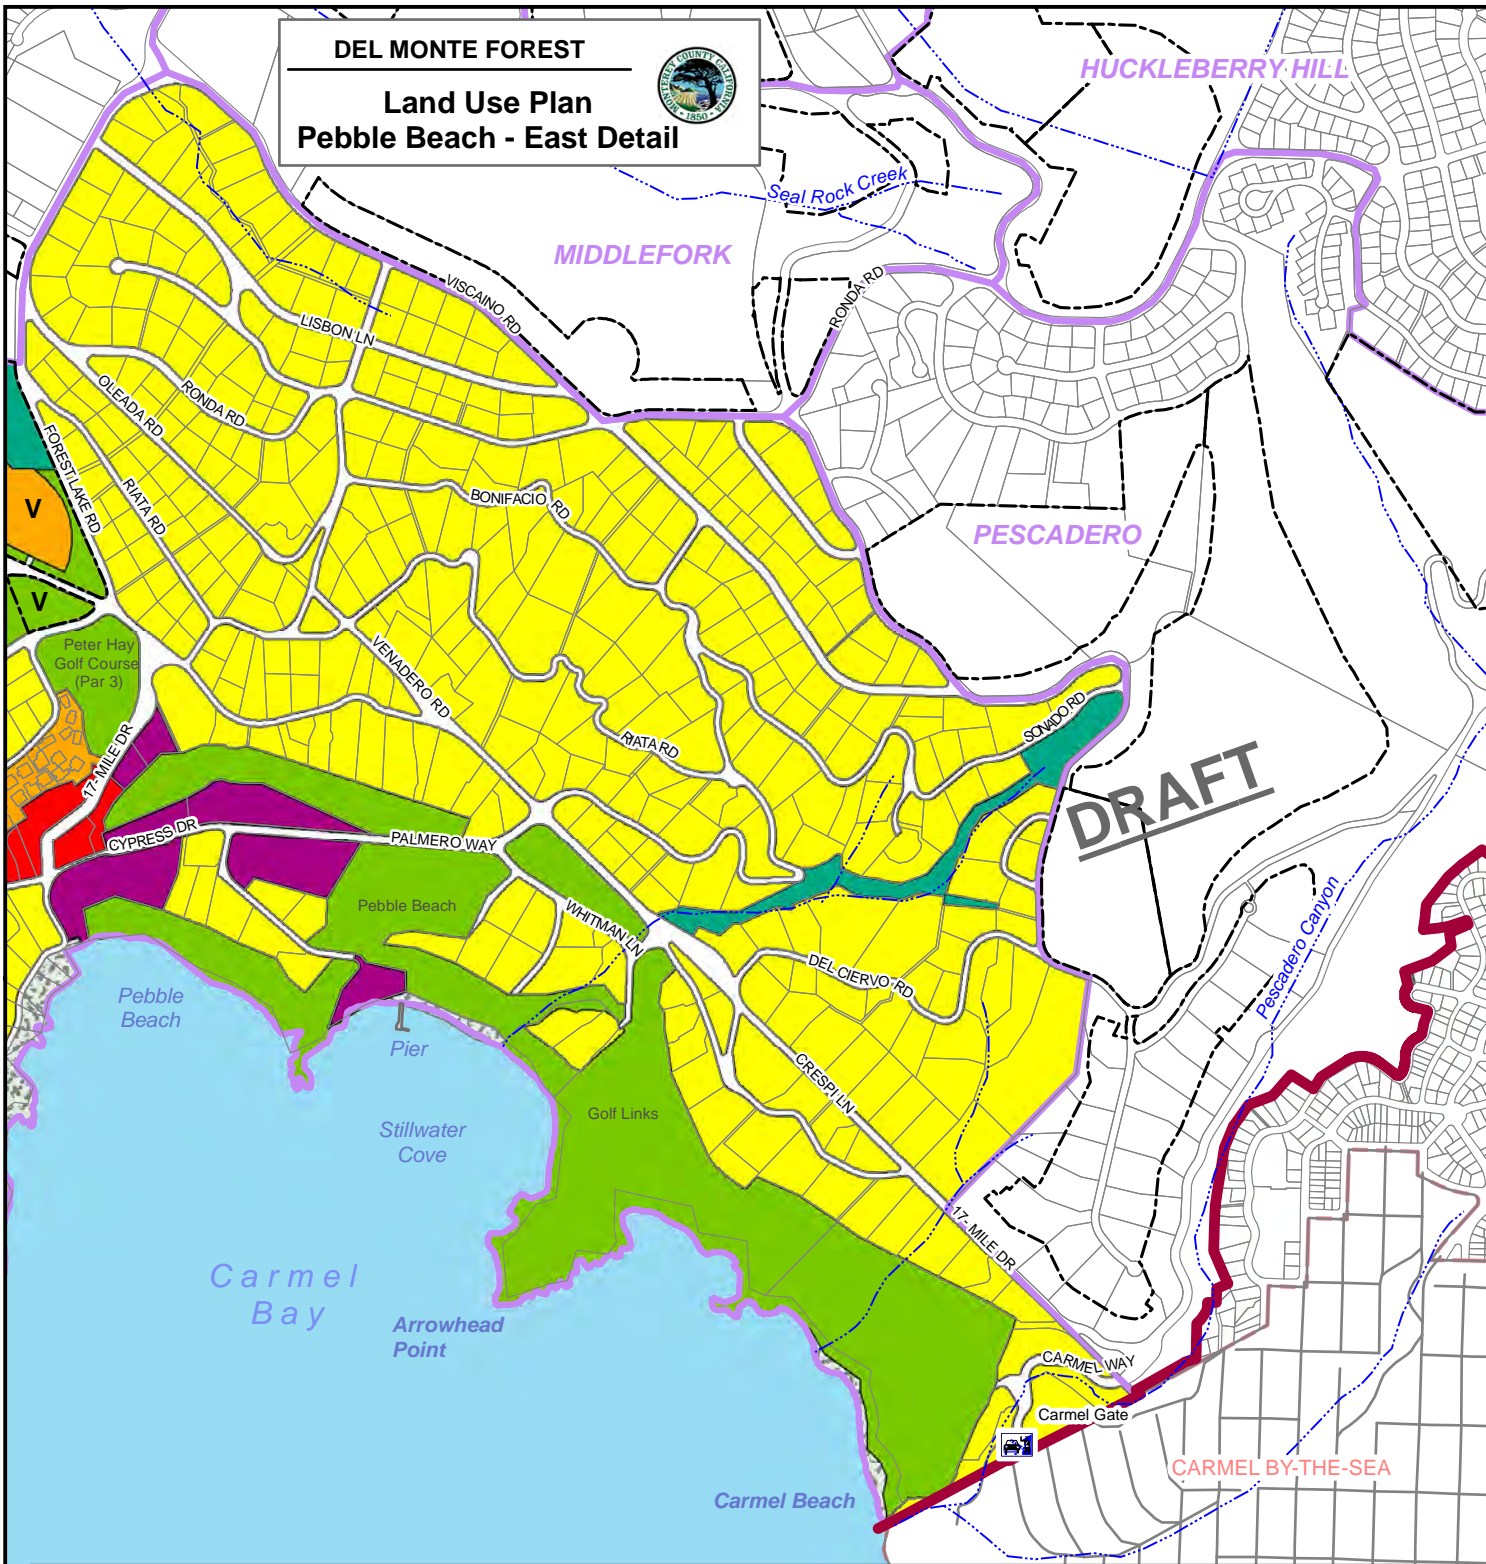 DEL MONTE FOREST
Land Use Plan
Pebble Beach - East Detail
MONTEREY COUNTY CALIFORNIA
1850
HUCKLEBERRY HILL
Seal Rock Creek
MIDDLEFORK
VISCAINO RD
RONDA RD
LISBON LN
OLEADA RD
RONDA RD
FOREST LAKE RD
RIATA RD
BONIFACIO RD
PESCADERO
V
V
Peter Hay
Golf Course
(Par 3)
VENADERO RD
RIATA RD
SONADO RD
17-MILE DR
DRAFT
CYPRESS DR
PALMERO WAY
Pebble Beach
WHITMAN LN
DEL CIERVO RD
Pescadero Canyon
Pebble
Beach
Pier
CRESPI LN
Golf Links
Stillwater
Cove
17-MILE DR
Carmel
Bay
Arrowhead
Point
CARMEL WAY
Carmel Gate
CARMEL BY-THE-SEA
Carmel Beach